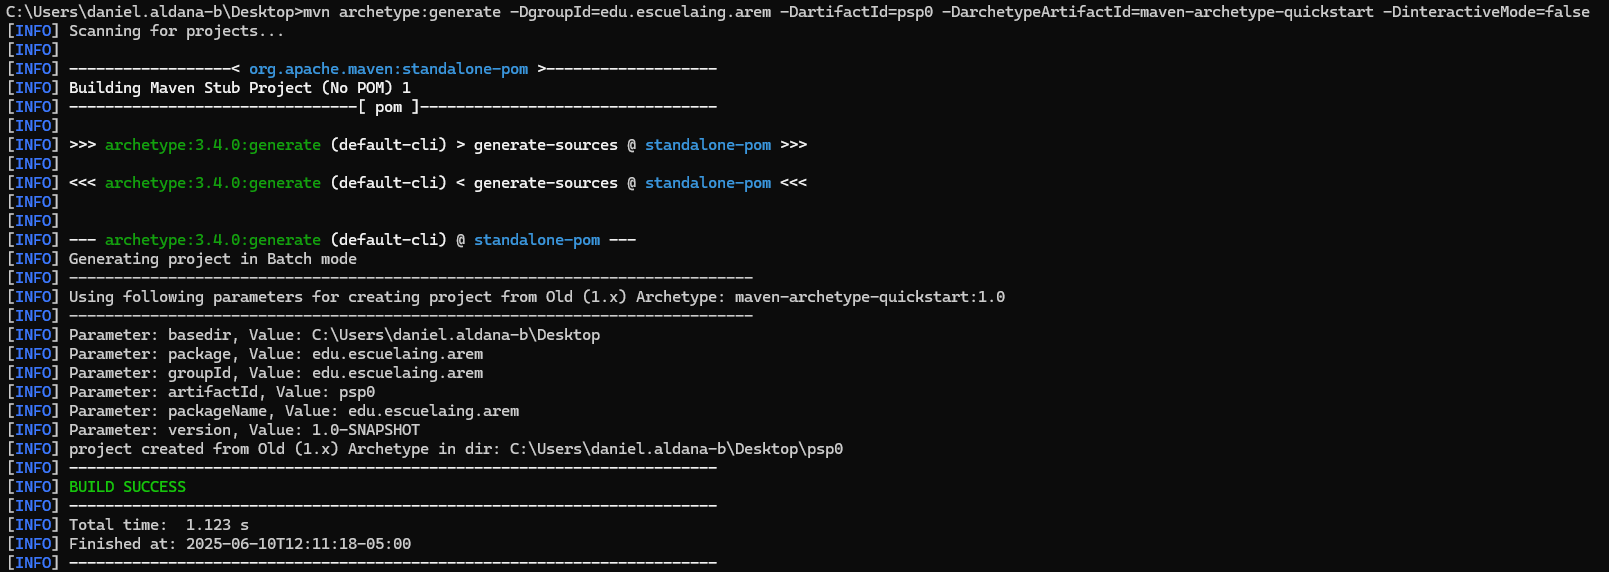 C:\Users\daniel.aldana-b\Desktop>mvn archetype:generate -DgroupId=edu.escuelaing.arem -DartifactId=psp0 -DarchetypeArtifactId=maven-archetype-quickstart -DinteractiveMode=false
[INFO] Scanning for projects...
[INFO]
[INFO] ------------------< org.apache.maven:standalone-pom >-------------------
[INFO] Building Maven Stub Project (No POM) 1
[INFO] --------------------------------[ pom ]---------------------------------
[INFO]
[INFO] >>> archetype:3.4.0:generate (default-cli) > generate-sources @ standalone-pom >>>
[INFO]
[INFO] <<< archetype:3.4.0:generate (default-cli) < generate-sources @ standalone-pom <<<
[INFO]
[INFO]
[INFO] --- archetype:3.4.0:generate (default-cli) @ standalone-pom ---
[INFO] Generating project in Batch mode
[INFO] ----------------------------------------------------------------------------
[INFO] Using following parameters for creating project from Old (1.x) Archetype: maven-archetype-quickstart:1.0
[INFO] ----------------------------------------------------------------------------
[INFO] Parameter: basedir, Value: C:\Users\daniel.aldana-b\Desktop
[INFO] Parameter: package, Value: edu.escuelaing.arem
[INFO] Parameter: groupId, Value: edu.escuelaing.arem
[INFO] Parameter: artifactId, Value: psp0
[INFO] Parameter: packageName, Value: edu.escuelaing.arem
[INFO] Parameter: version, Value: 1.0-SNAPSHOT
[INFO] project created from Old (1.x) Archetype in dir: C:\Users\daniel.aldana-b\Desktop\psp0
[INFO] ------------------------------------------------------------------------
[INFO] BUILD SUCCESS
[INFO] ------------------------------------------------------------------------
[INFO] Total time:  1.123 s
[INFO] Finished at: 2025-06-10T12:11:18-05:00
[INFO] ------------------------------------------------------------------------